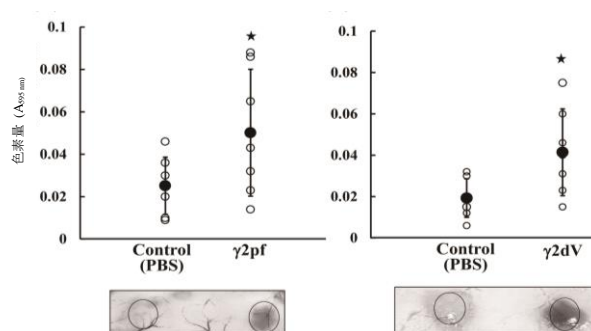 色素量 (A595 nm)
0.1
0.08
0.06
0.04
0.02
0
★
Control
(PBS)
γ2pf
0.1
0.08
0.06
0.04
0.02
0
★
Control
(PBS)
γ2dV